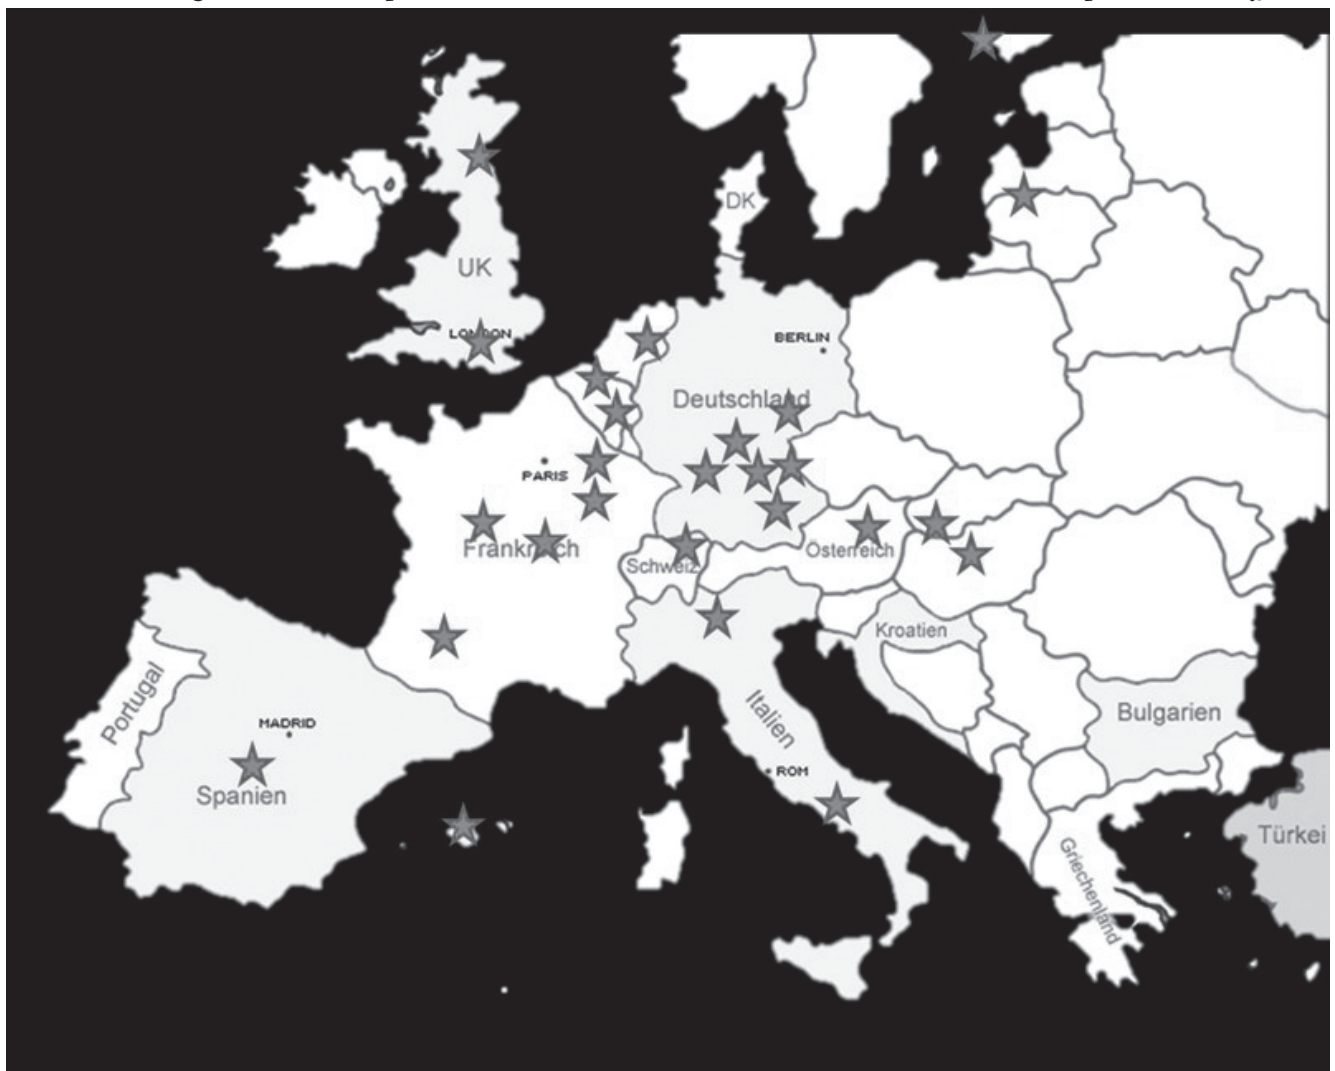 DK
UK
LONDON
BERLIN
Deutschland
PARIS
Frankreich
Österreich
Schweiz
Kroatien
Portugal
Italien
MADRID
Bulgarien
ROM
Spanien
Türkei
Griechenland